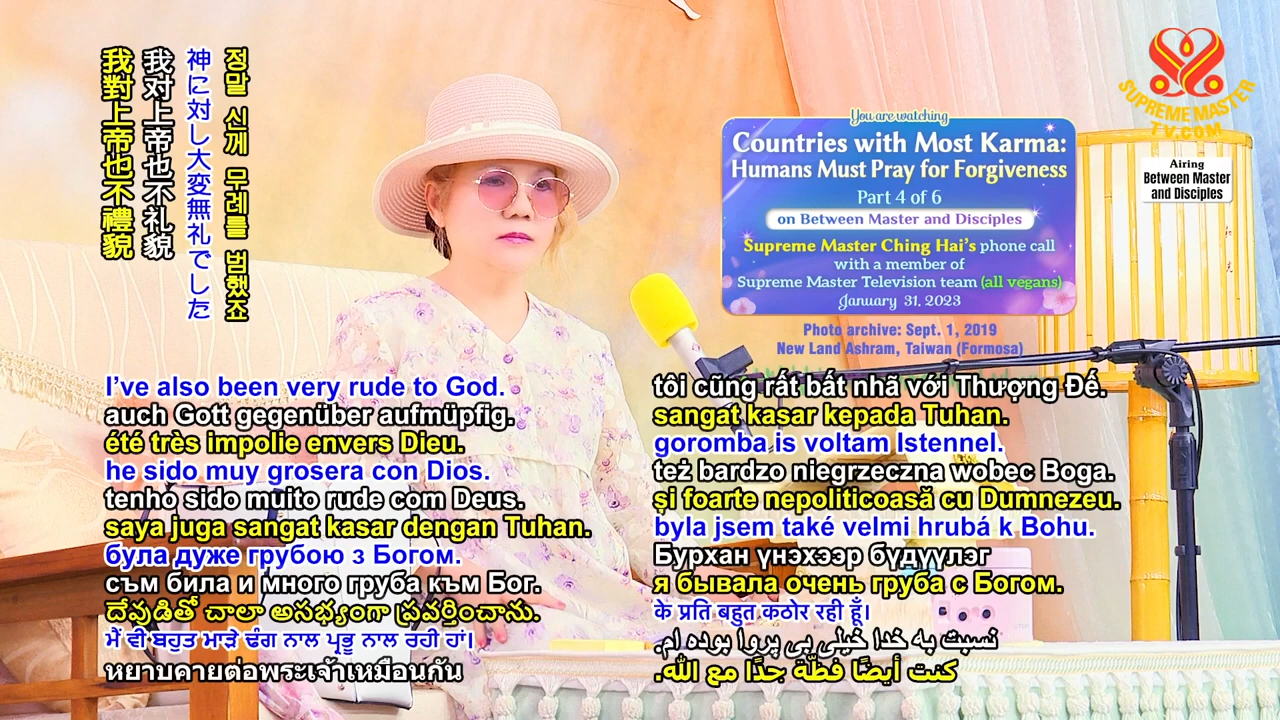 정말 신께 무례를 범했죠
神に対し大変無礼でした
我对上帝也不礼貌
我對上帝也不禮貌
SUPREME MASTER
TV.COM
Airing
Between Master
and Disciples
You are watching
Countries with Most Karma:
Humans Must Pray for Forgiveness
Part 4 of 6
on Between Master and Disciples
Supreme Master Ching Hai's phone call
with a member of
Supreme Master Television team (all vegans)
January 31, 2023
Photo archive: Sept. 1, 2019
New Land Ashram, Taiwan (Formosa)
I've also been very rude to God.
auch Gott gegenüber aufmüpfig.
été très impolie envers Dieu.
he sido muy grosera con Dios.
tenho sido muito rude com Deus.
saya juga sangat kasar dengan Tuhan.
була дуже грубою з Богом.
съм била и много груба към Бог.
దేవుడితో చాలా అసభ్యంగా ప్రవర్తించాను.
ਮੈਂ ਵੀ ਬਹੁਤ ਮਾੜੇ ਢੰਗ ਨਾਲ ਪ੍ਰਭੂ ਨਾਲ ਰਹੀ ਹਾਂ।
หยาบคายต่อพระเจ้าเหมือนกัน
tôi cũng rất bất nhã với Thượng Đế.
sangat kasar kepada Tuhan.
goromba is voltam Istennel.
też bardzo niegrzeczna wobec Boga.
și foarte nepoliticoasă cu Dumnezeu.
byla jsem také velmi hrubá k Bohu.
Бурхан үнэхээр бүдүүлэг
я бывала очень груба с Богом.
के प्रति बहुत कठोर रही हूँ।
نسبت به خدا خیلی بی پروا بوده ام.
كنت أيضًا فظّة جدًا مع الله.